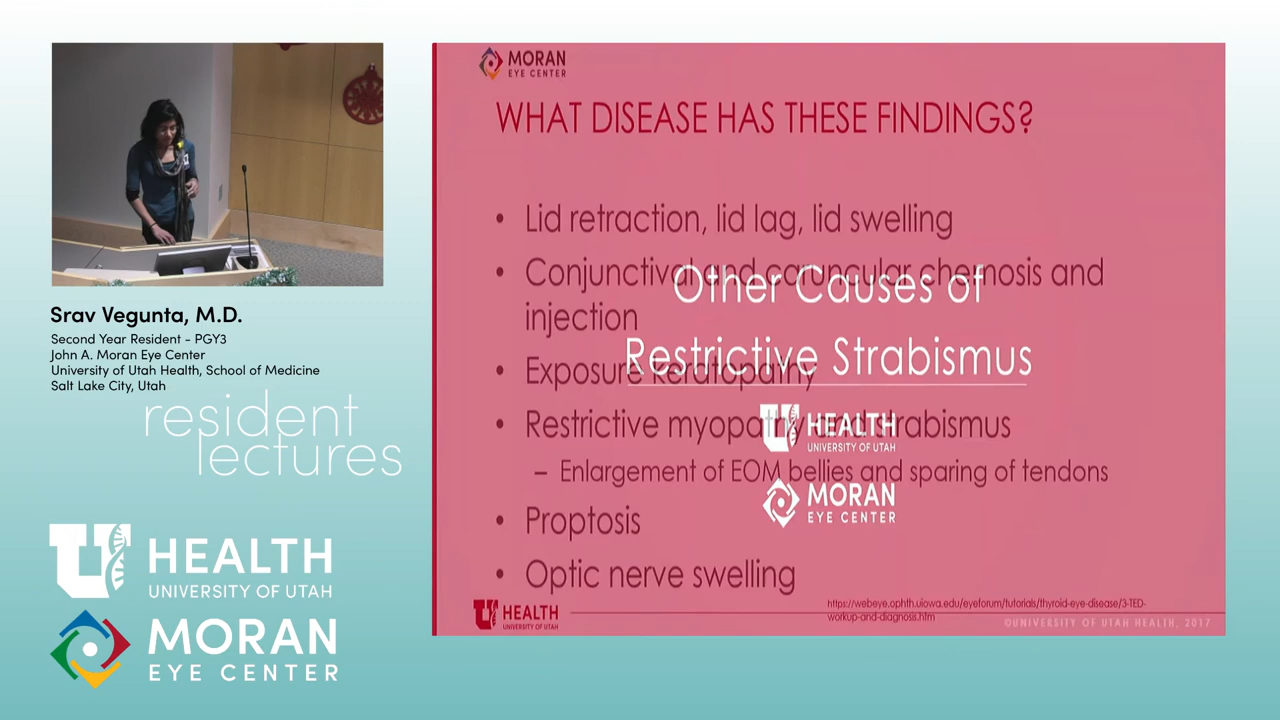 Srav Vegunta, M.D.
Second Year Resident - PGY3
John A. Moran Eye Center
University of Utah Health, School of Medicine
Salt Lake City, Utah
resident
lectures
U HEALTH
UNIVERSITY OF UTAH
MORAN
EYE CENTER
MORAN
EYE CENTER
WHAT DISEASE HAS THESE FINDINGS?
• Lid retraction, lid lag, lid swelling
• Conjunctival and caruncular chemosis and
injection
• Exposure keratopathy
• Restrictive myopathy and strabismus
– Enlargement of EOM bellies and sparing of tendons
• Proptosis
• Optic nerve swelling
Other Causes of
Restrictive Strabismus
U HEALTH
UNIVERSITY OF UTAH
MORAN
EYE CENTER
U HEALTH
UNIVERSITY OF UTAH
https://webeye.ophth.uiowa.edu/eyeforum/tutorials/thyroid-eye-disease/3-TED-
workup-and-diagnosis.htm
©UNIVERSITY OF UTAH HEALTH, 2017